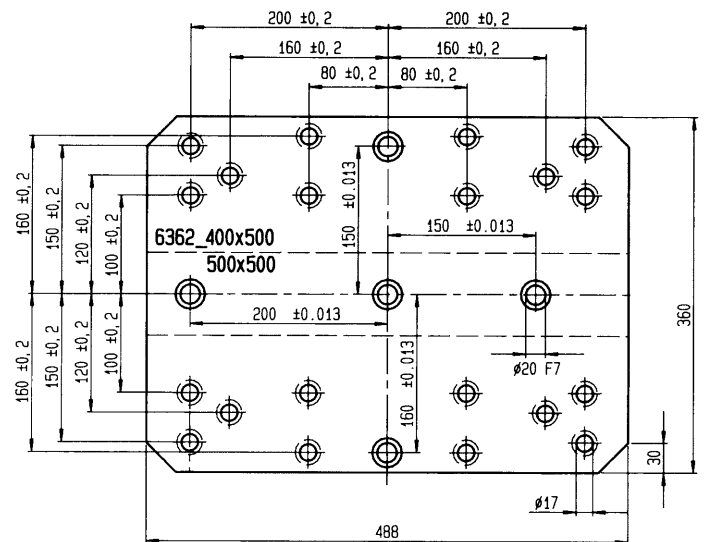 200 ±0,2 200 ±0,2
160 ±0,2 160 ±0,2
80 ±0,2 80 ±0,2
160 ±0,2
150 ±0,2
120 ±0,2
100 ±0,2
150 ±0.013
150 ±0.013
6362_400x500
500x500
200 ±0.013
160 ±0.013
ø20 F7
360
160 ±0,2
150 ±0,2
120 ±0,2
100 ±0,2
30
ø17
488